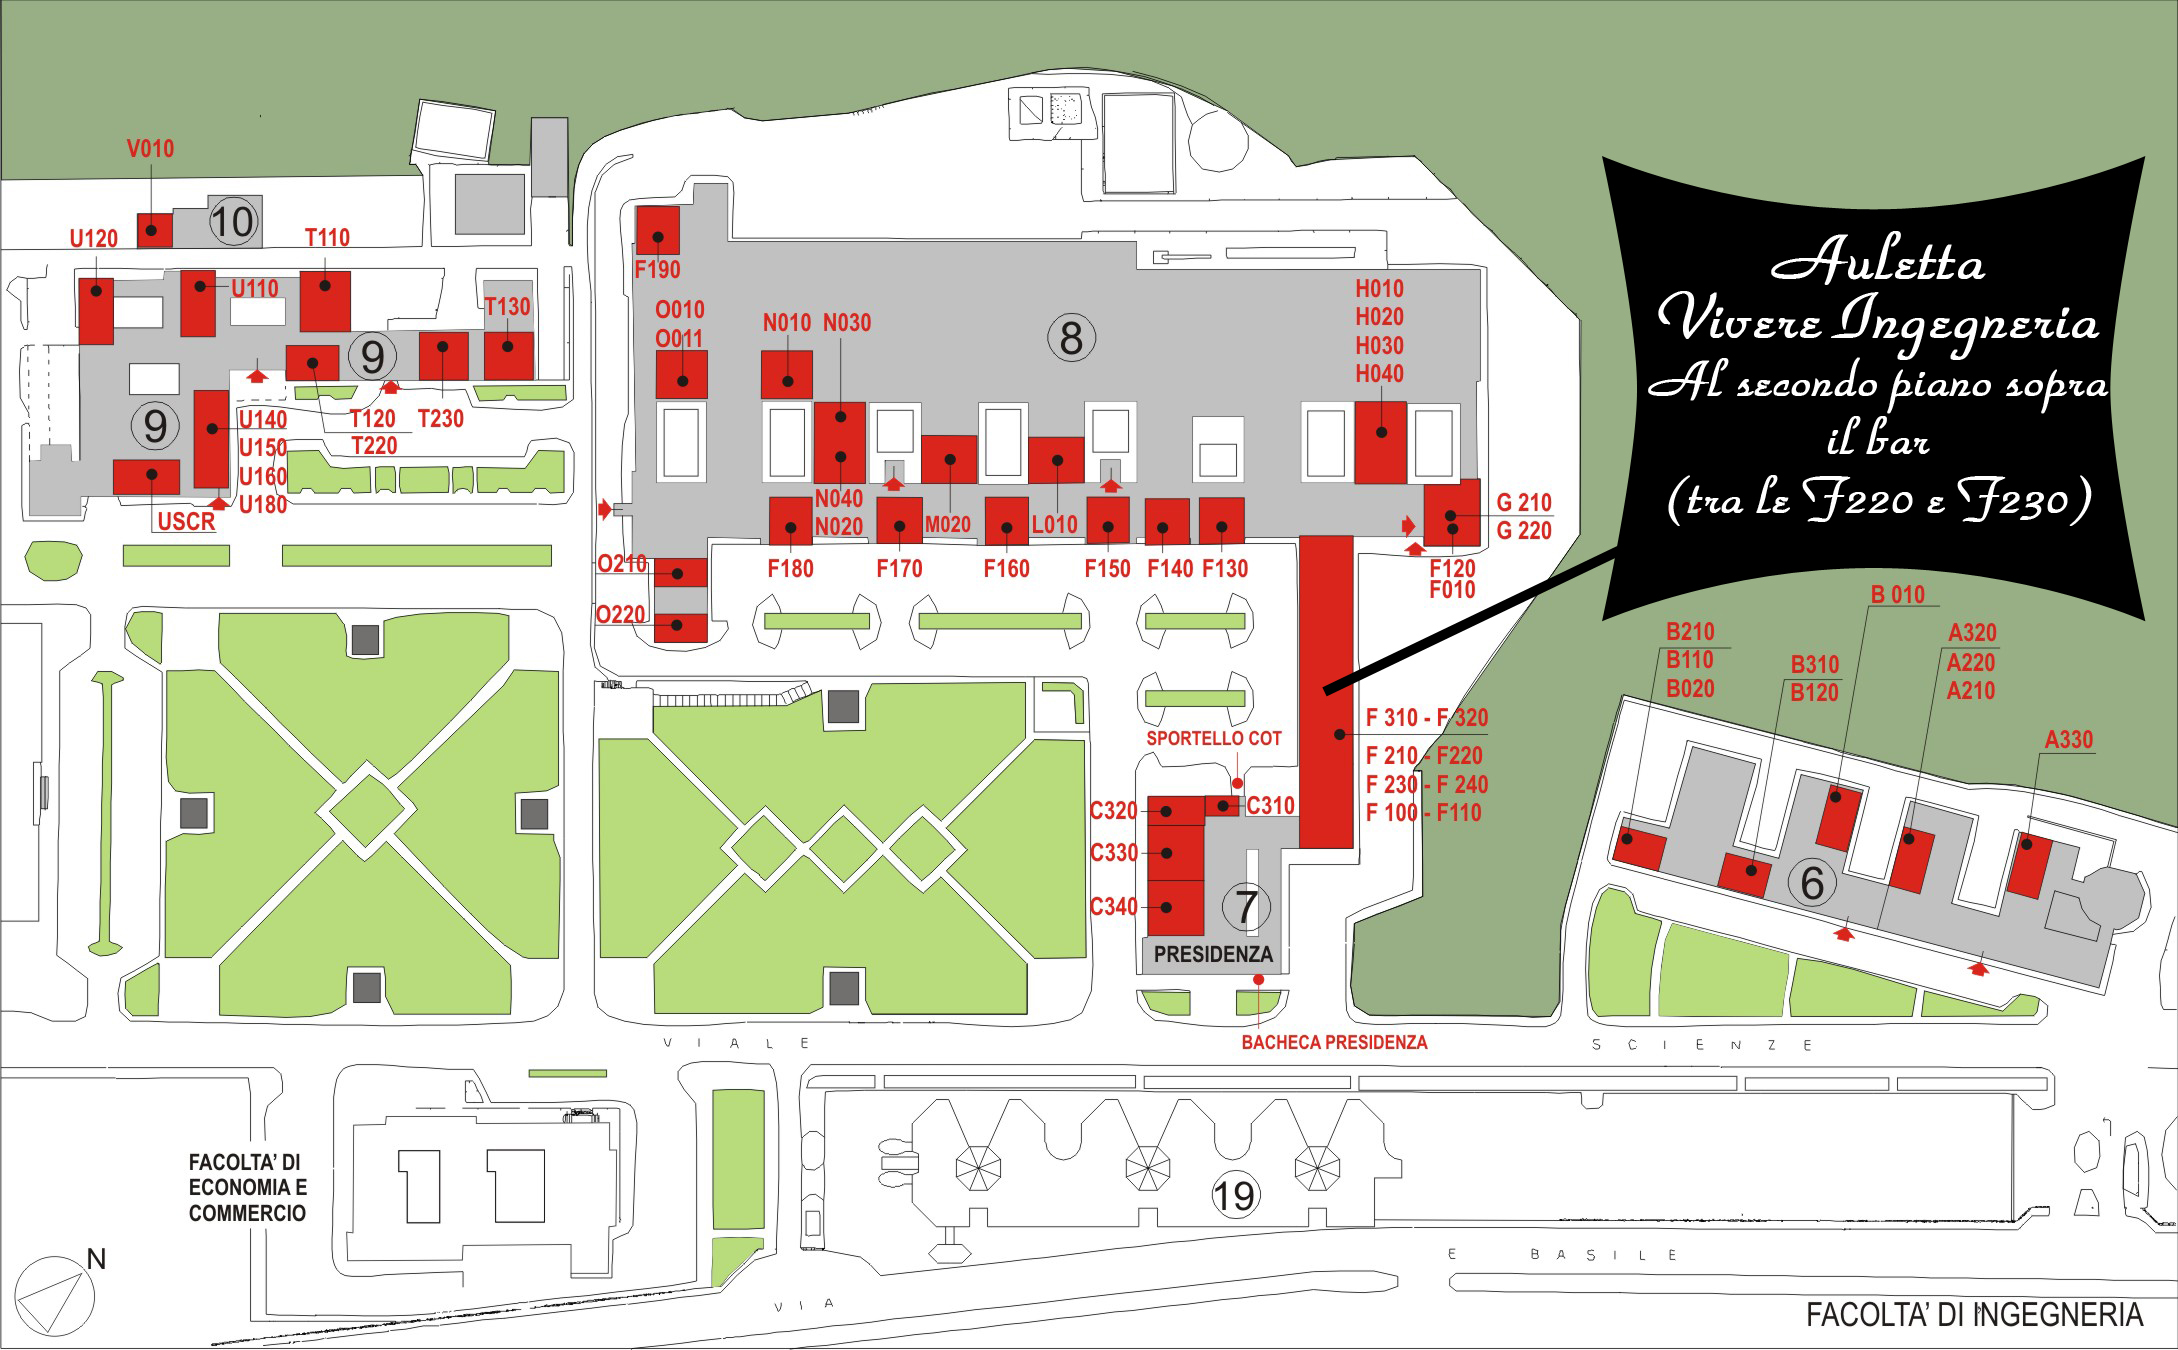 V010
10
U120
T110
U110
T130
9
9
U140
U150
U160
U180
T120
T220
T230
USCR
F190
O010
O011
N010
N030
8
H010
H020
H030
H040
N040
N020
M020
L010
G 210
G 220
F120
F010
O210
O220
F180
F170
F160
F150
F140
F130
Auletta
Vivere Ingegneria
Al secondo piano sopra
il bar
(tra le F220 e F230)
B 010
B210
B110
B020
B310
B120
A320
A220
A210
A330
6
F 310 - F 320
F 210 - F220
F 230 - F 240
F 100 - F110
SPORTELLO COT
C310
C320
C330
C340
7
PRESIDENZA
BACHECA PRESIDENZA
VIALE
SCIENZE
FACOLTA' DI
ECONOMIA E
COMMERCIO
19
N
VIA
E BASILE
FACOLTA' DI INGEGNERIA